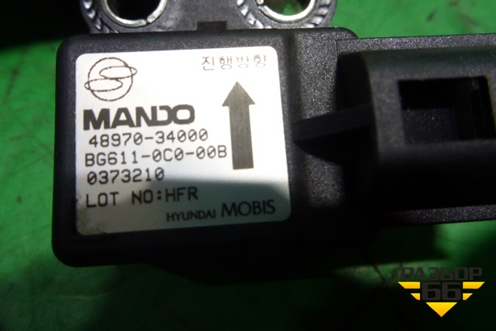 진행방향
MANDO
48970-34000
BG611-0C0-00B
0373210
LOT NO:HFR
HYUNDAI MOBIS
РАЗБОР
66